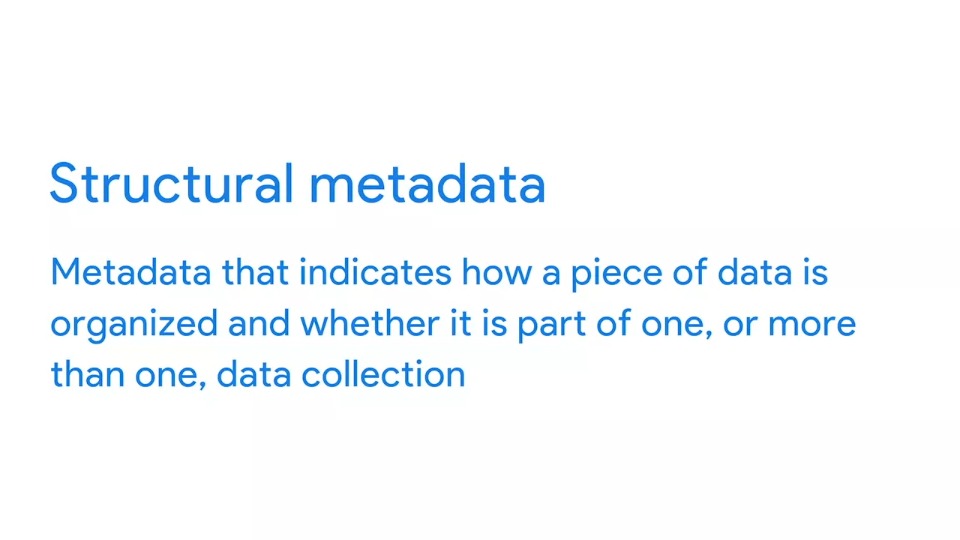 Structural metadata
Metadata that indicates how a piece of data is
organized and whether it is part of one, or more
than one, data collection